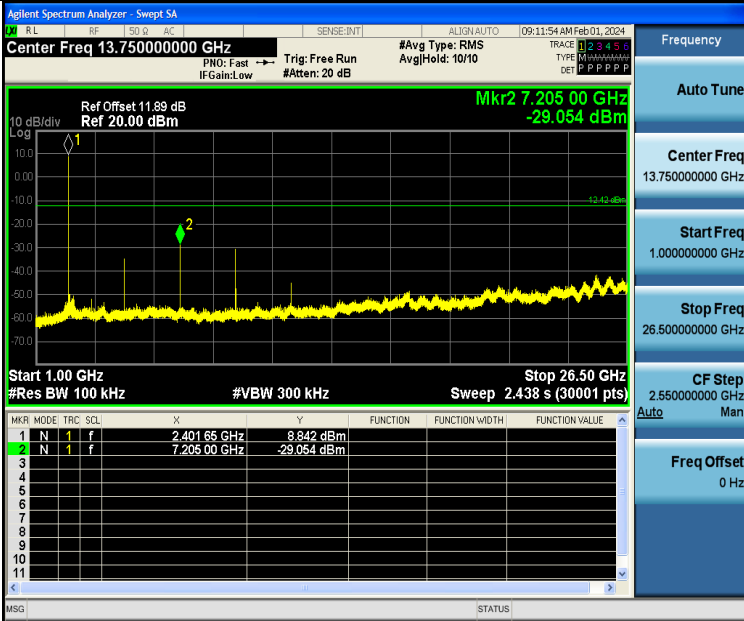 Agilent Spectrum Analyzer - Swept SA
RL RF 50 Ω AC SENSE:INT ALIGN AUTO 09:11:54 AM Feb 01, 2024
Center Freq 13.750000000 GHz
PNO: Fast
IFGain:Low
Trig: Free Run
#Atten: 20 dB
#Avg Type: RMS
Avg|Hold: 10/10
TRACE 1 2 3 4 5 6
TYPE M
DET P P P P P P
Ref Offset 11.89 dB
Ref 20.00 dBm
10 dB/div
Log
Mkr2 7.205 00 GHz
-29.054 dBm
1
10.0
0.00
-10.0
-12.42 dBm
-20.0
2
-30.0
-40.0
-50.0
-60.0
-70.0
Start 1.00 GHz
Stop 26.50 GHz
#Res BW 100 kHz
#VBW 300 kHz
Sweep 2.438 s (30001 pts)
MKR MODE TRC SCL X Y FUNCTION FUNCTION WIDTH FUNCTION VALUE
1 N 1 f 2.401 65 GHz 8.842 dBm
2 N 1 f 7.205 00 GHz -29.054 dBm
3
4
5
6
7
8
9
10
11
MSG
STATUS
Frequency
Auto Tune
Center Freq
13.750000000 GHz
Start Freq
1.000000000 GHz
Stop Freq
26.500000000 GHz
CF Step
2.550000000 GHz
Auto Man
Freq Offset
0 Hz